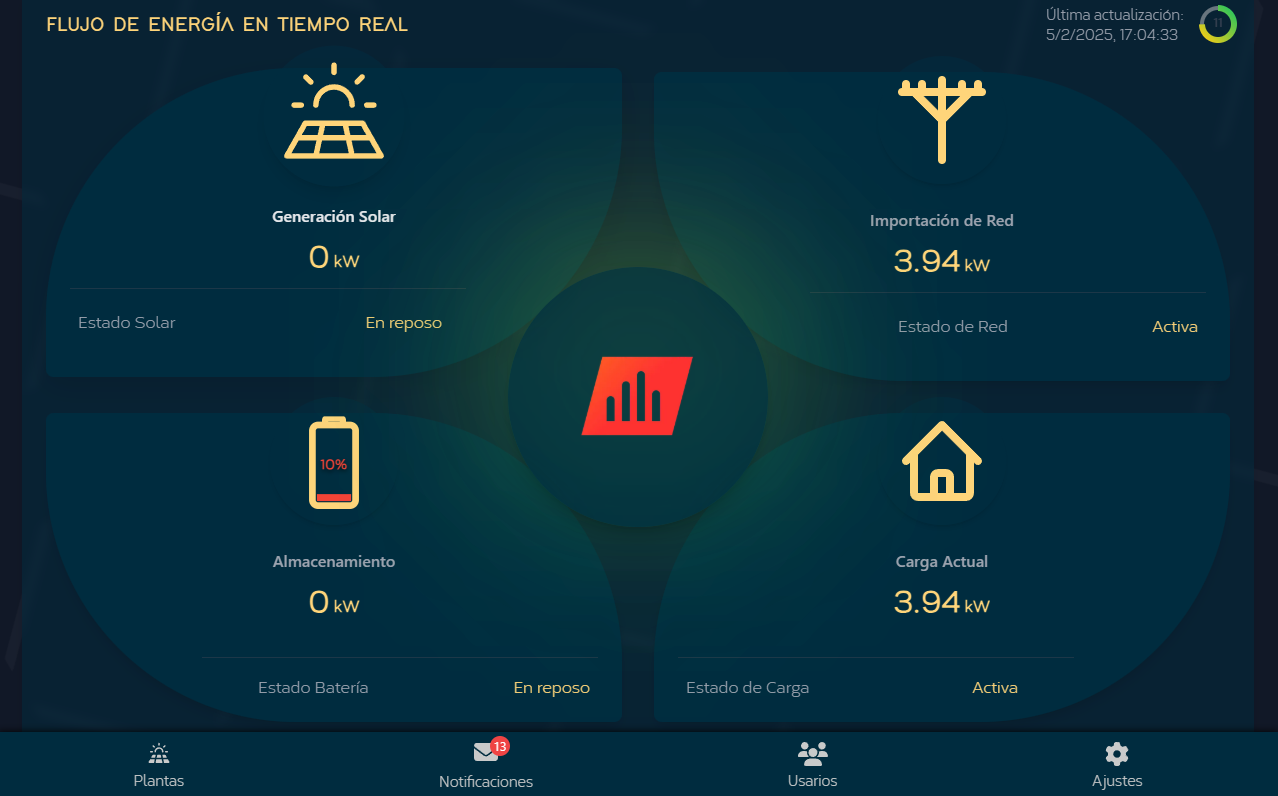 FLUJO DE ENERGÍA EN TIEMPO REAL
Última actualización:
5/2/2025, 17:04:33
11
Generación Solar
0 kW
Estado Solar
En reposo
Importación de Red
3.94 kW
Estado de Red
Activa
10%
Almacenamiento
0 kW
Estado Batería
En reposo
Carga Actual
3.94 kW
Estado de Carga
Activa
Plantas
13
Notificaciones
Usarios
Ajustes